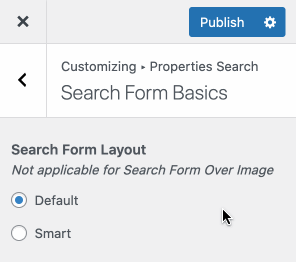 Publish
Customizing ▸ Properties Search
Search Form Basics
Search Form Layout
Not applicable for Search Form Over Image
Default
Smart